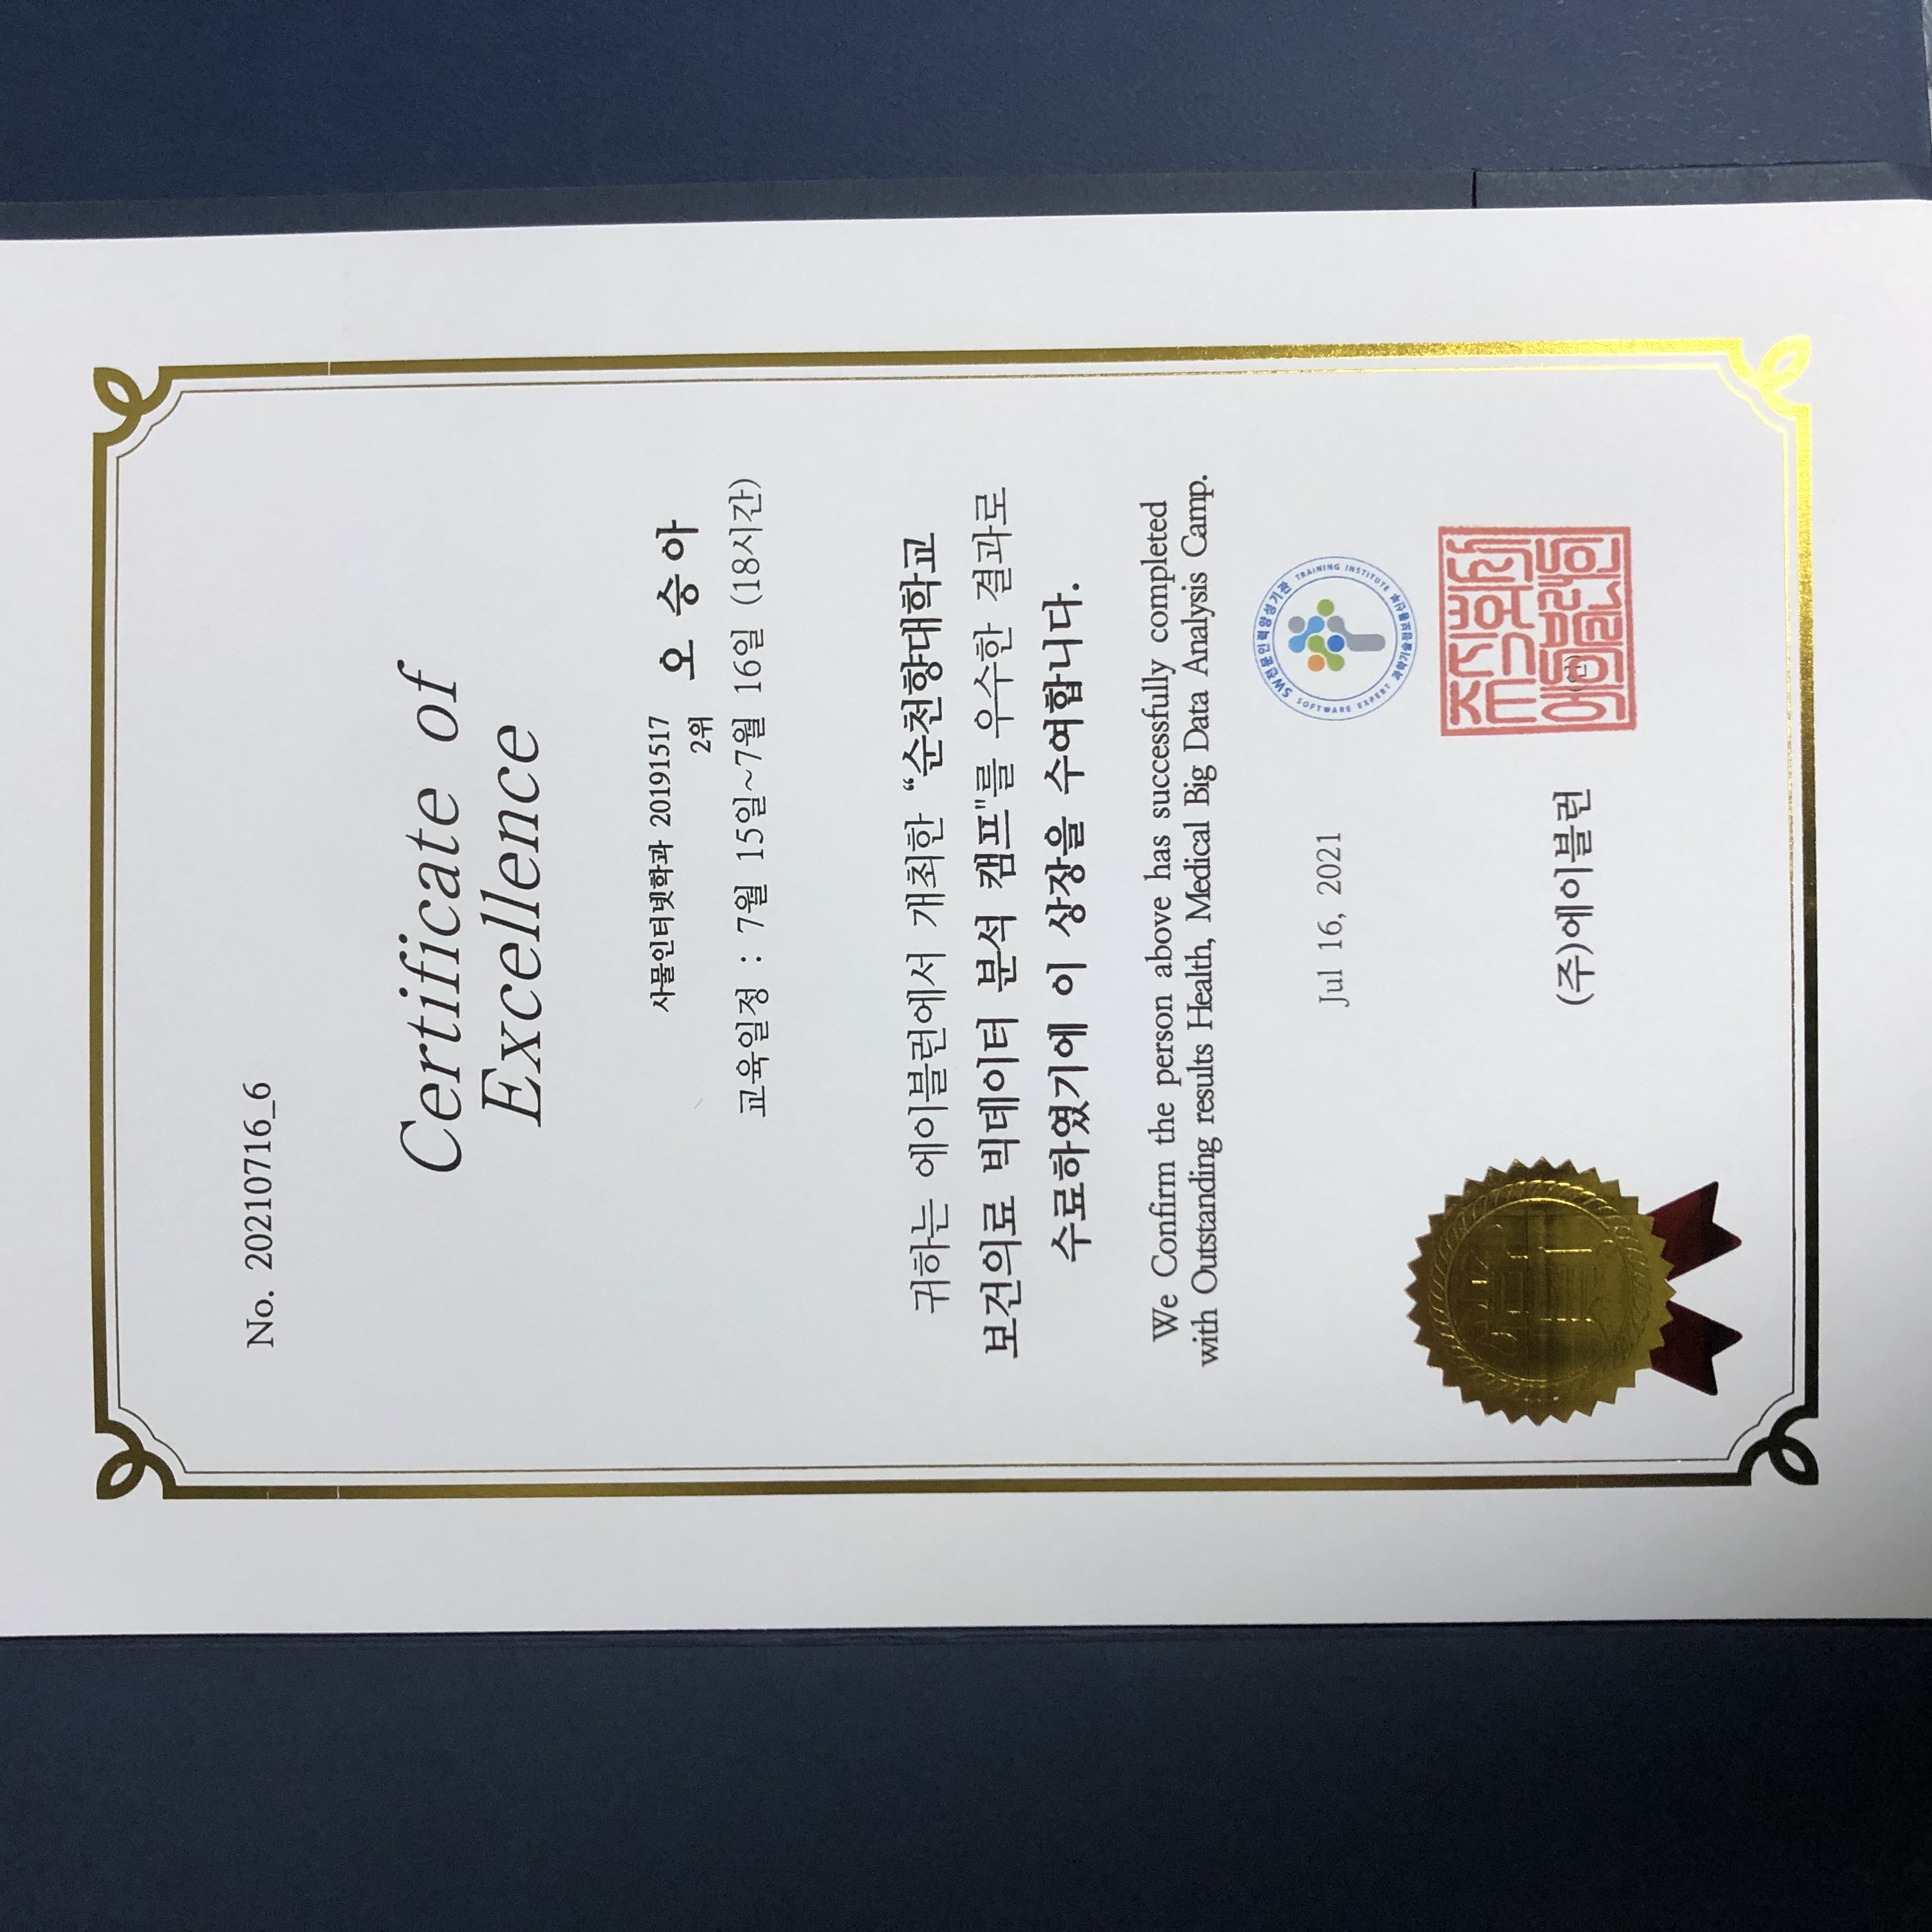 No. 20210716_6
Certificate of
Excellence
사물인터넷학과 20191517
2위
오 승 아
교육일정 : 7월 15일~7월 16일 (18시간)
귀하는 에이블런에서 개최한 “순천향대학교
보건의료 빅데이터 분석 캠프"를 우수한 결과로
수료하였기에 이 상장을 수여합니다.
We Confirm the person above has successfully completed
with Outstanding results Health, Medical Big Data Analysis Camp.
SW전문인력양성기관
SOFTWARE EXPERT
TRAINING INSTITUTE
과학기술정보통신부
Jul 16, 2021
賞
(주)에이블런
(인)
주식회사
에이블런